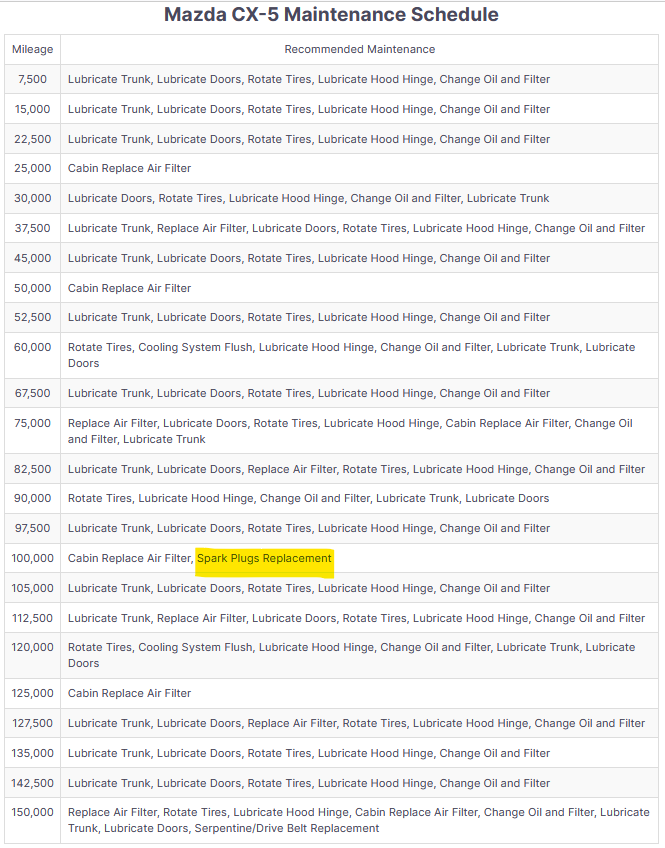 Mazda CX-5 Maintenance Schedule
Mileage Recommended Maintenance
7,500 Lubricate Trunk, Lubricate Doors, Rotate Tires, Lubricate Hood Hinge, Change Oil and Filter
15,000 Lubricate Trunk, Lubricate Doors, Rotate Tires, Lubricate Hood Hinge, Change Oil and Filter
22,500 Lubricate Trunk, Lubricate Doors, Rotate Tires, Lubricate Hood Hinge, Change Oil and Filter
25,000 Cabin Replace Air Filter
30,000 Lubricate Doors, Rotate Tires, Lubricate Hood Hinge, Change Oil and Filter, Lubricate Trunk
37,500 Lubricate Trunk, Replace Air Filter, Lubricate Doors, Rotate Tires, Lubricate Hood Hinge, Change Oil and Filter
45,000 Lubricate Trunk, Lubricate Doors, Rotate Tires, Lubricate Hood Hinge, Change Oil and Filter
50,000 Cabin Replace Air Filter
52,500 Lubricate Trunk, Lubricate Doors, Rotate Tires, Lubricate Hood Hinge, Change Oil and Filter
60,000 Rotate Tires, Cooling System Flush, Lubricate Hood Hinge, Change Oil and Filter, Lubricate Trunk, Lubricate
Doors
67,500 Lubricate Trunk, Lubricate Doors, Rotate Tires, Lubricate Hood Hinge, Change Oil and Filter
75,000 Replace Air Filter, Lubricate Doors, Rotate Tires, Lubricate Hood Hinge, Cabin Replace Air Filter, Change Oil
and Filter, Lubricate Trunk
82,500 Lubricate Trunk, Lubricate Doors, Replace Air Filter, Rotate Tires, Lubricate Hood Hinge, Change Oil and Filter
90,000 Rotate Tires, Lubricate Hood Hinge, Change Oil and Filter, Lubricate Trunk, Lubricate Doors
97,500 Lubricate Trunk, Lubricate Doors, Rotate Tires, Lubricate Hood Hinge, Change Oil and Filter
100,000 Cabin Replace Air Filter, Spark Plugs Replacement
105,000 Lubricate Trunk, Lubricate Doors, Rotate Tires, Lubricate Hood Hinge, Change Oil and Filter
112,500 Lubricate Trunk, Replace Air Filter, Lubricate Doors, Rotate Tires, Lubricate Hood Hinge, Change Oil and Filter
120,000 Rotate Tires, Cooling System Flush, Lubricate Hood Hinge, Change Oil and Filter, Lubricate Trunk, Lubricate
Doors
125,000 Cabin Replace Air Filter
127,500 Lubricate Trunk, Lubricate Doors, Replace Air Filter, Rotate Tires, Lubricate Hood Hinge, Change Oil and Filter
135,000 Lubricate Trunk, Lubricate Doors, Rotate Tires, Lubricate Hood Hinge, Change Oil and Filter
142,500 Lubricate Trunk, Lubricate Doors, Rotate Tires, Lubricate Hood Hinge, Change Oil and Filter
150,000 Replace Air Filter, Rotate Tires, Lubricate Hood Hinge, Cabin Replace Air Filter, Change Oil and Filter, Lubricate
Trunk, Lubricate Doors, Serpentine/Drive Belt Replacement